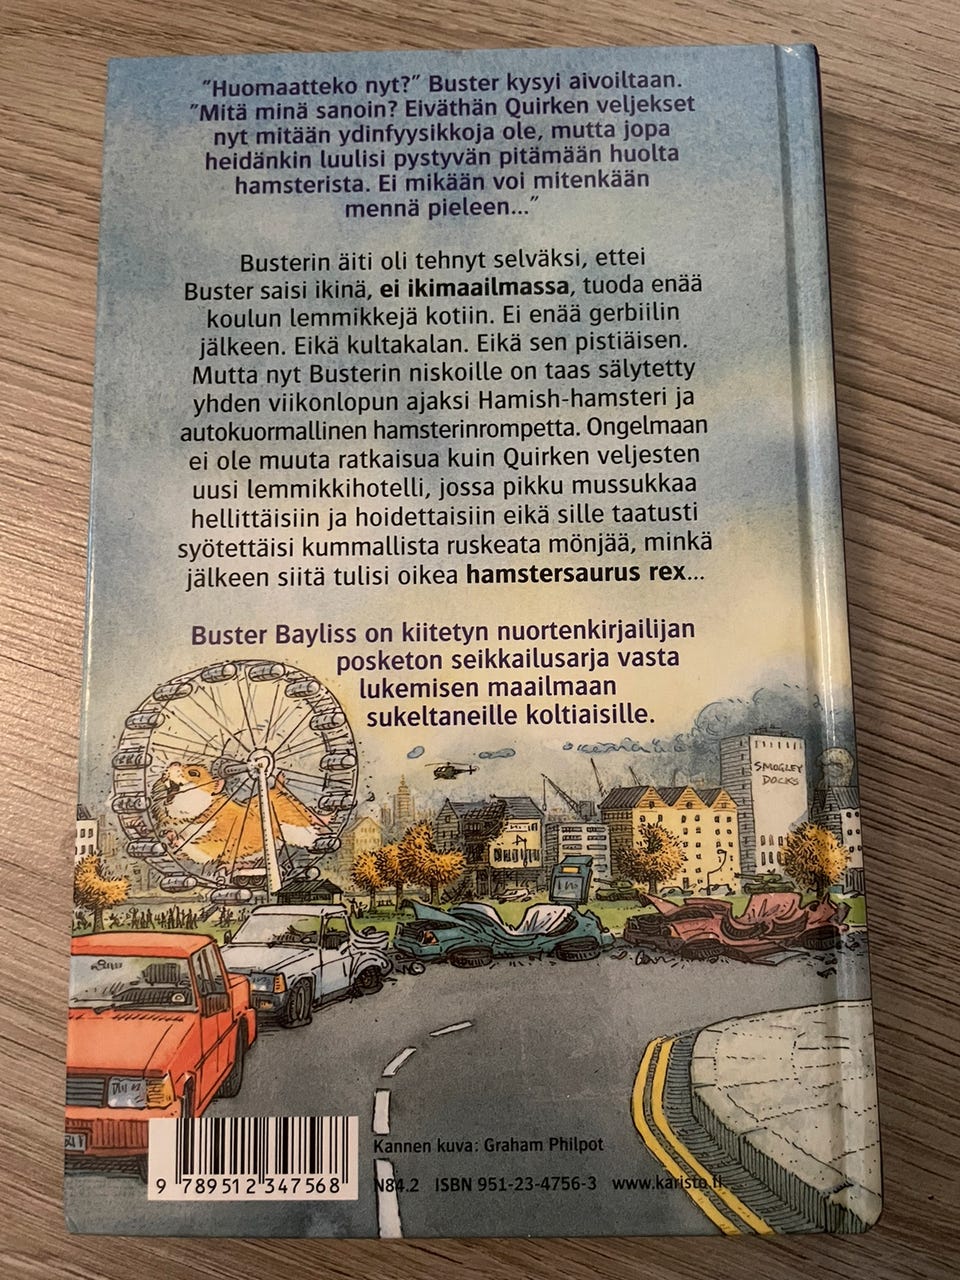 "Huomaatteko nyt?" Buster kysyi aivoiltaan.
"Mitä minä sanoin? Eiväthän Quirken veljekset
nyt mitään ydinfyysikkoja ole, mutta jopa
heidänkin luulisi pystyvän pitämään huolta
hamsterista. Ei mikään voi mitenkään
mennä pieleen..."
Busterin äiti oli tehnyt selväksi, ettei
Buster saisi ikinä, ei ikimaailmassa, tuoda enää
koulun lemmikkejä kotiin. Ei enää gerbiilin
jälkeen. Eikä kultakalan. Eikä sen pistiäisen.
Mutta nyt Busterin niskoille on taas sälytetty
yhden viikonlopun ajaksi Hamish-hamsteri ja
autokuormallinen hamsterinrompetta. Ongelmaan
ei ole muuta ratkaisua kuin Quirken veljesten
uusi lemmikkihotelli, jossa pikku mussukkaa
hellittäisiin ja hoidettaisiin eikä sille taatusti
syötettäisi kummallista ruskeata mönjää, minkä
jälkeen siitä tulisi oikea hamstersaurus rex...
Buster Bayliss on kiitetyn nuortenkirjailijan
posketon seikkailusarja vasta
lukemisen maailmaan
sukeltaneille koltiaisille.
SMOGLEY
DOCKS
Kannen kuva: Graham Philpot
9 789512 347568
N84.2 ISBN 951-23-4756-3 www.karisto.fi